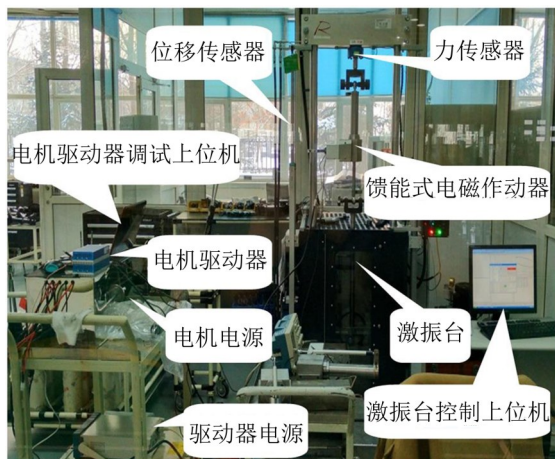 R
位移传感器
力传感器
电机驱动器调试上位机
馈能式电磁作动器
电机驱动器
电机电源
激振台
激振台控制上位机
驱动器电源